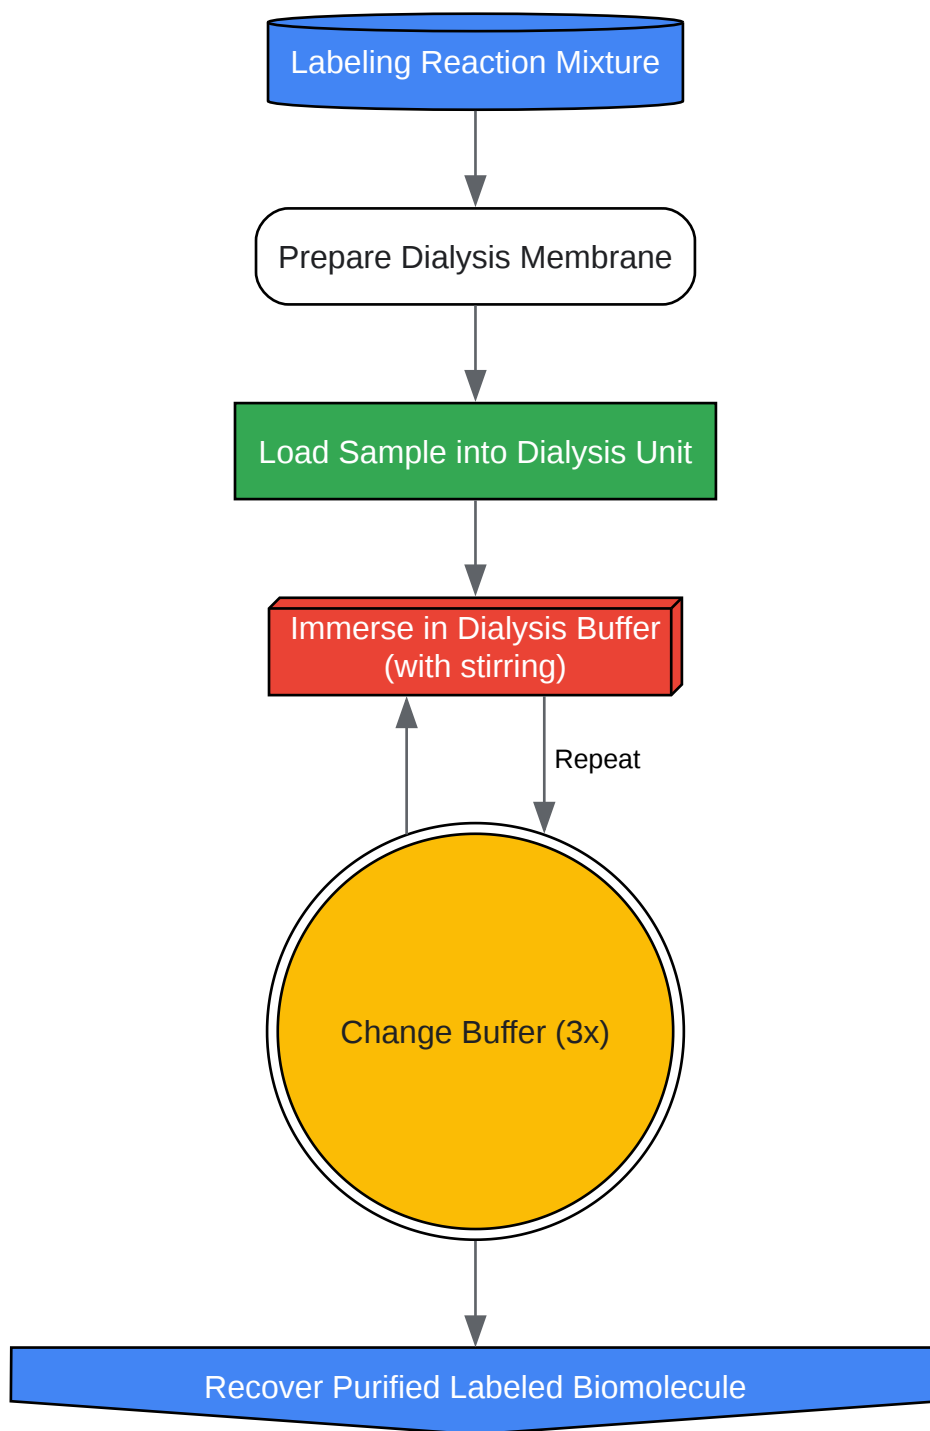 Labeling Reaction Mixture
Prepare Dialysis Membrane
Load Sample into Dialysis Unit
Immerse in Dialysis Buffer
(with stirring)
Repeat
Change Buffer (3x)
Recover Purified Labeled Biomolecule